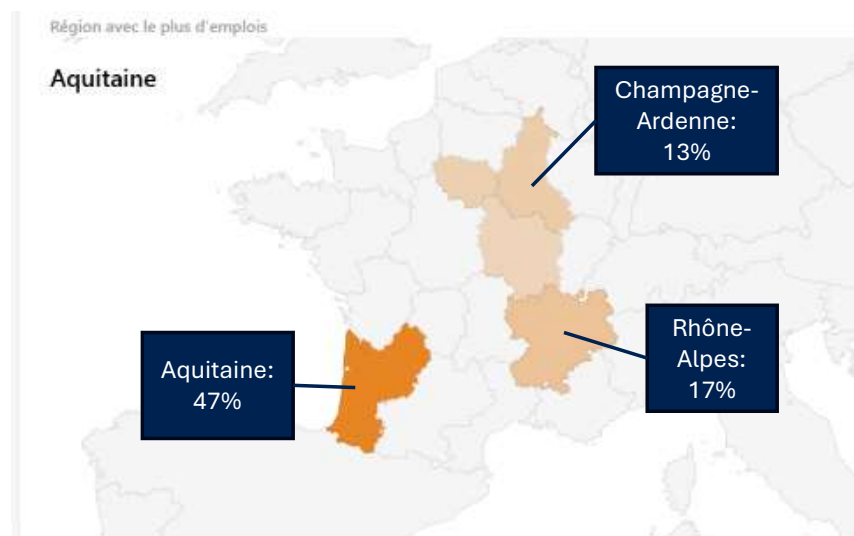 Région avec le plus d'emplois
Aquitaine
Champagne-
Ardenne:
13%
Rhône-
Alpes:
17%
Aquitaine:
47%